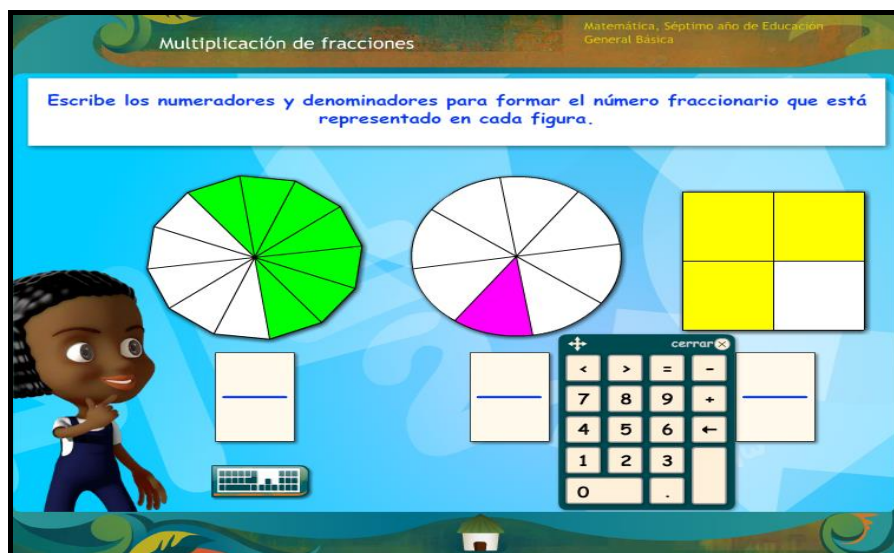 Matemática, Séptimo año de Educación
General Básica
Multiplicación de fracciones
Escribe los numeradores y denominadores para formar el número fraccionario que está
representado en cada figura.
cerrar
< > = -
7 8 9 +
4 5 6 ←
1 2 3
0 .